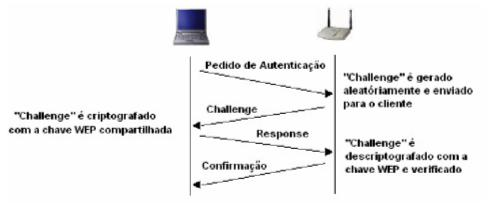 Pedido de Autenticação
"Challenge" é gerado
aleatóriamente e enviado
para o cliente
Challenge
"Challenge" é criptografado
com a chave WEP compartilhada
Response
"Challenge" é
descriptografado com a
chave WEP e verificado
Confirmação